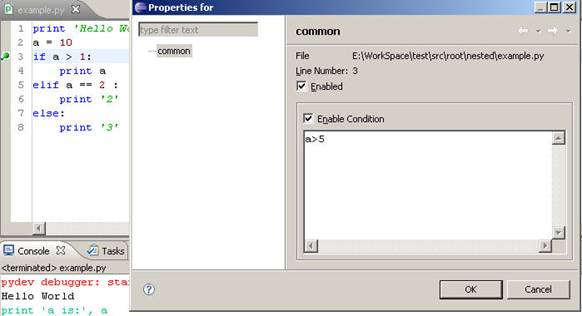 example.py
1 print 'Hello Wo
2 a = 10
3 if a > 1:
4 print a
5 elif a == 2 :
6 print '2'
7 else:
8 print '3'
Console
Tasks
<terminated> example.py
pydev debugger: sta
Hello World
print 'a is:', a
Properties for
type filter text
common
common
File E:\WorkSpace\test\src\root\nested\example.py
Line Number: 3
Enabled
Enable Condition
a>5
OK
Cancel